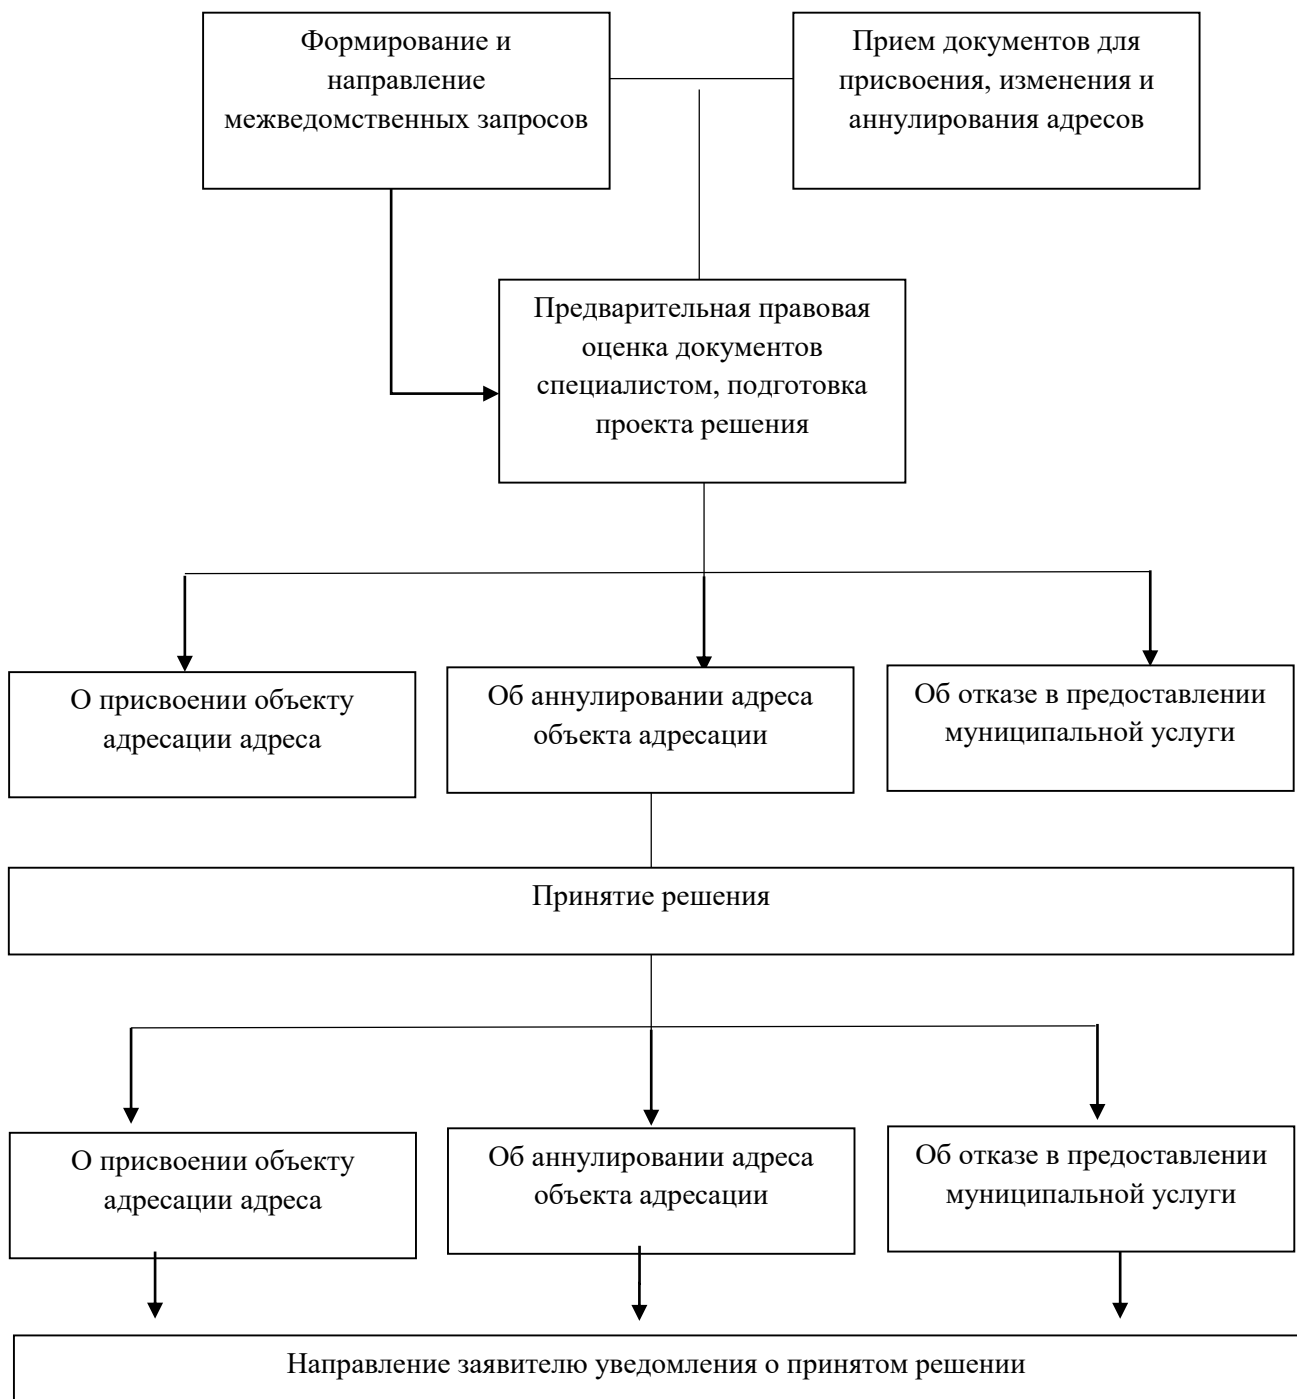 Формирование и
направление
межведомственных запросов
Прием документов для
присвоения, изменения и
аннулирования адресов
Предварительная правовая
оценка документов
специалистом, подготовка
проекта решения
О присвоении объекту
адресации адреса
Об аннулировании адреса
объекта адресации
Об отказе в предоставлении
муниципальной услуги
Принятие решения
О присвоении объекту
адресации адреса
Об аннулировании адреса
объекта адресации
Об отказе в предоставлении
муниципальной услуги
Направление заявителю уведомления о принятом решении